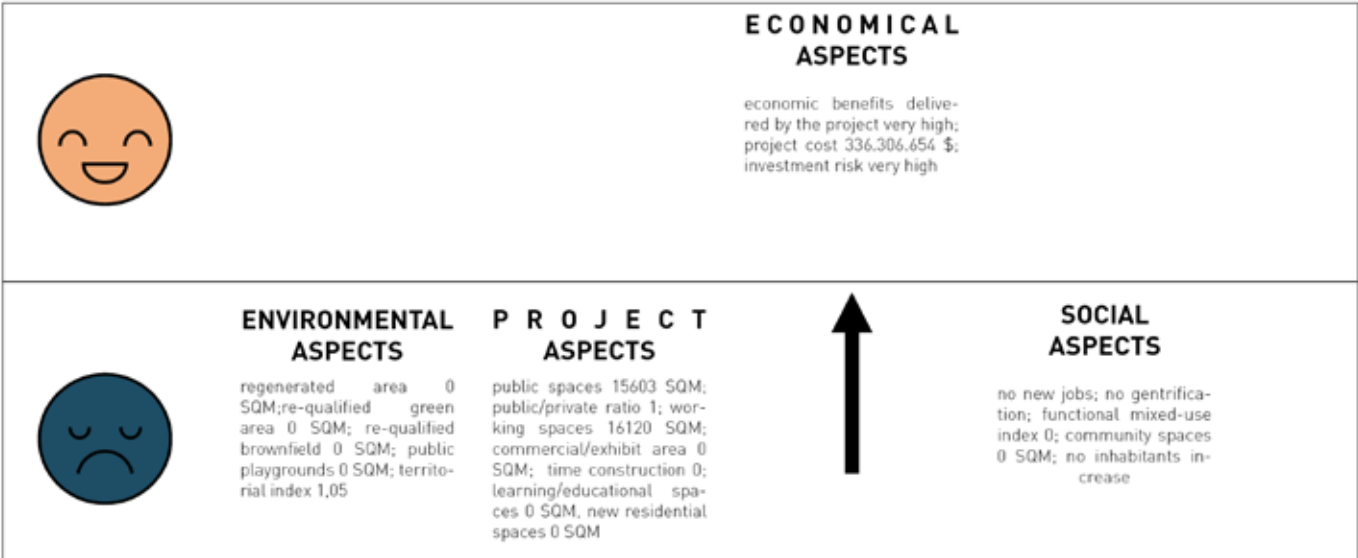 ECONOMICAL
ASPECTS
economic benefits delive-
red by the project very high;
project cost 336.306.654 $;
investment risk very high
ENVIRONMENTAL
ASPECTS
regenerated area 0
SQM;re-qualified green
area 0 SQM; re-qualified
brownfield 0 SQM; public
playgrounds 0 SQM; territo-
rial index 1,05
PROJECT
ASPECTS
public spaces 15603 SQM;
public/private ratio 1; wor-
king spaces 16120 SQM;
commercial/exhibit area 0
SQM; time construction 0;
learning/educational spa-
ces 0 SQM, new residential
spaces 0 SQM
SOCIAL
ASPECTS
no new jobs; no gentrifica-
tion; functional mixed-use
index 0; community spaces
0 SQM; no inhabitants in-
crease